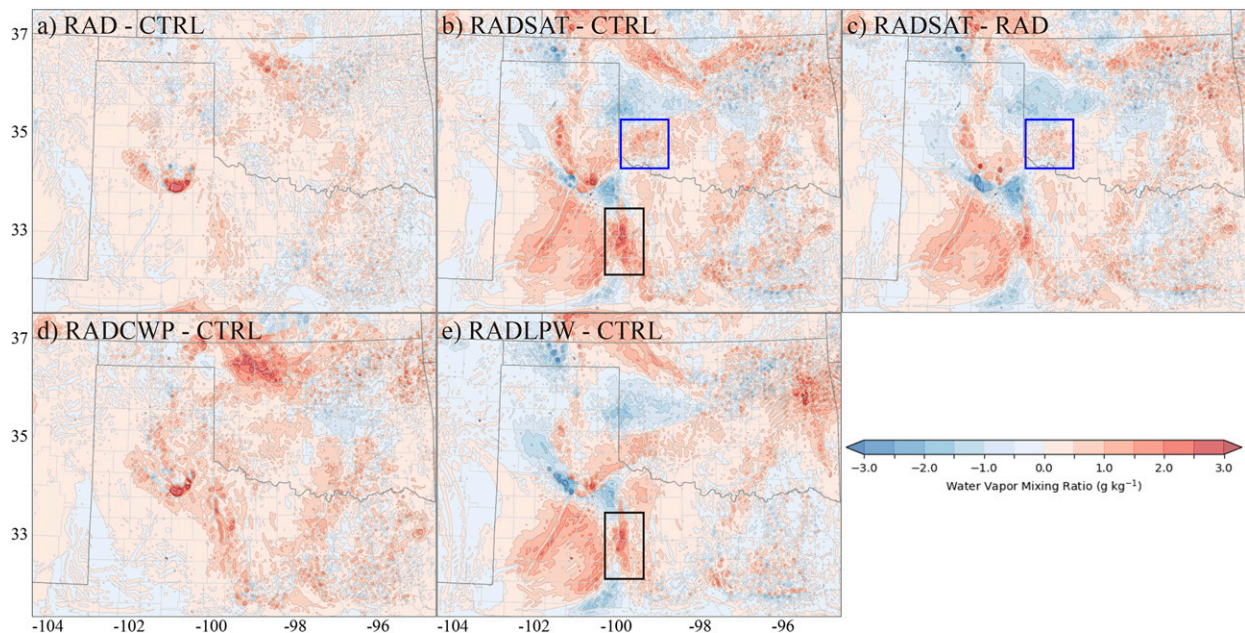 a) RAD - CTRL
b) RADSAT - CTRL
c) RADSAT - RAD
37
35
33
d) RADCWP - CTRL
e) RADLPW - CTRL
37
35
33
-104 -102 -100 -98 -96
-104 -102 -100 -98 -96
−3.0 −2.0 −1.0 0.0 1.0 2.0 3.0
Water Vapor Mixing Ratio (g kg⁻¹)